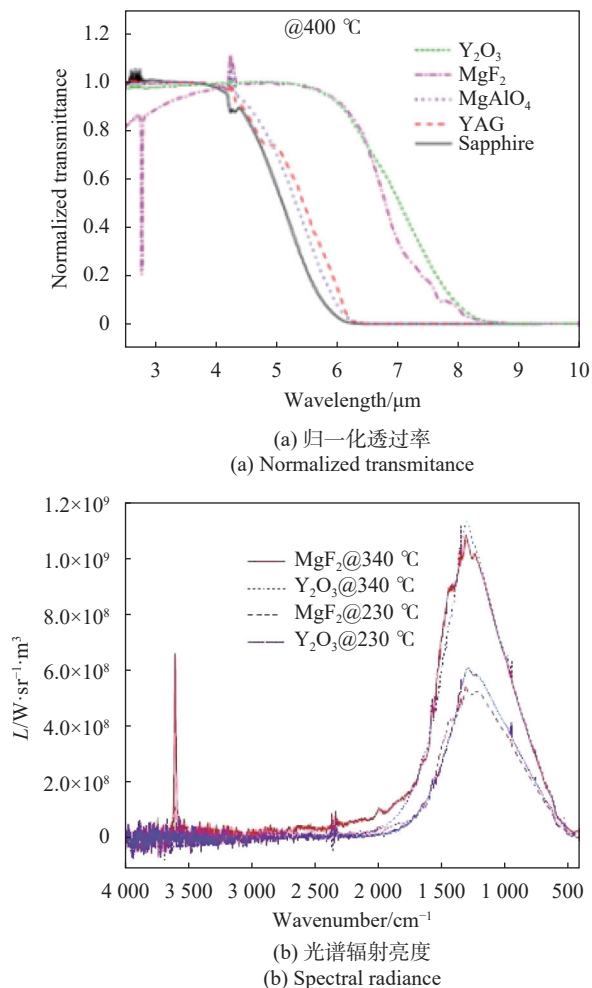 @400 ℃
1.2
1.0
0.8
0.6
0.4
0.2
0
Normalized transmittance
Y₂O₃
MgF₂
MgAlO₄
YAG
Sapphire
3 4 5 6 7 8 9 10
Wavelength/μm
(a) 归一化透过率
(a) Normalized transmitance
1.2×10⁹
1.0×10⁹
8.0×10⁸
6.0×10⁸
4.0×10⁸
2.0×10⁸
0
L/W·sr⁻¹·m³
MgF₂@340 ℃
Y₂O₃@340 ℃
MgF₂@230 ℃
Y₂O₃@230 ℃
4 000 3 500 3 000 2 500 2 000 1 500 1 000 500
Wavenumber/cm⁻¹
(b) 光谱辐射亮度
(b) Spectral radiance